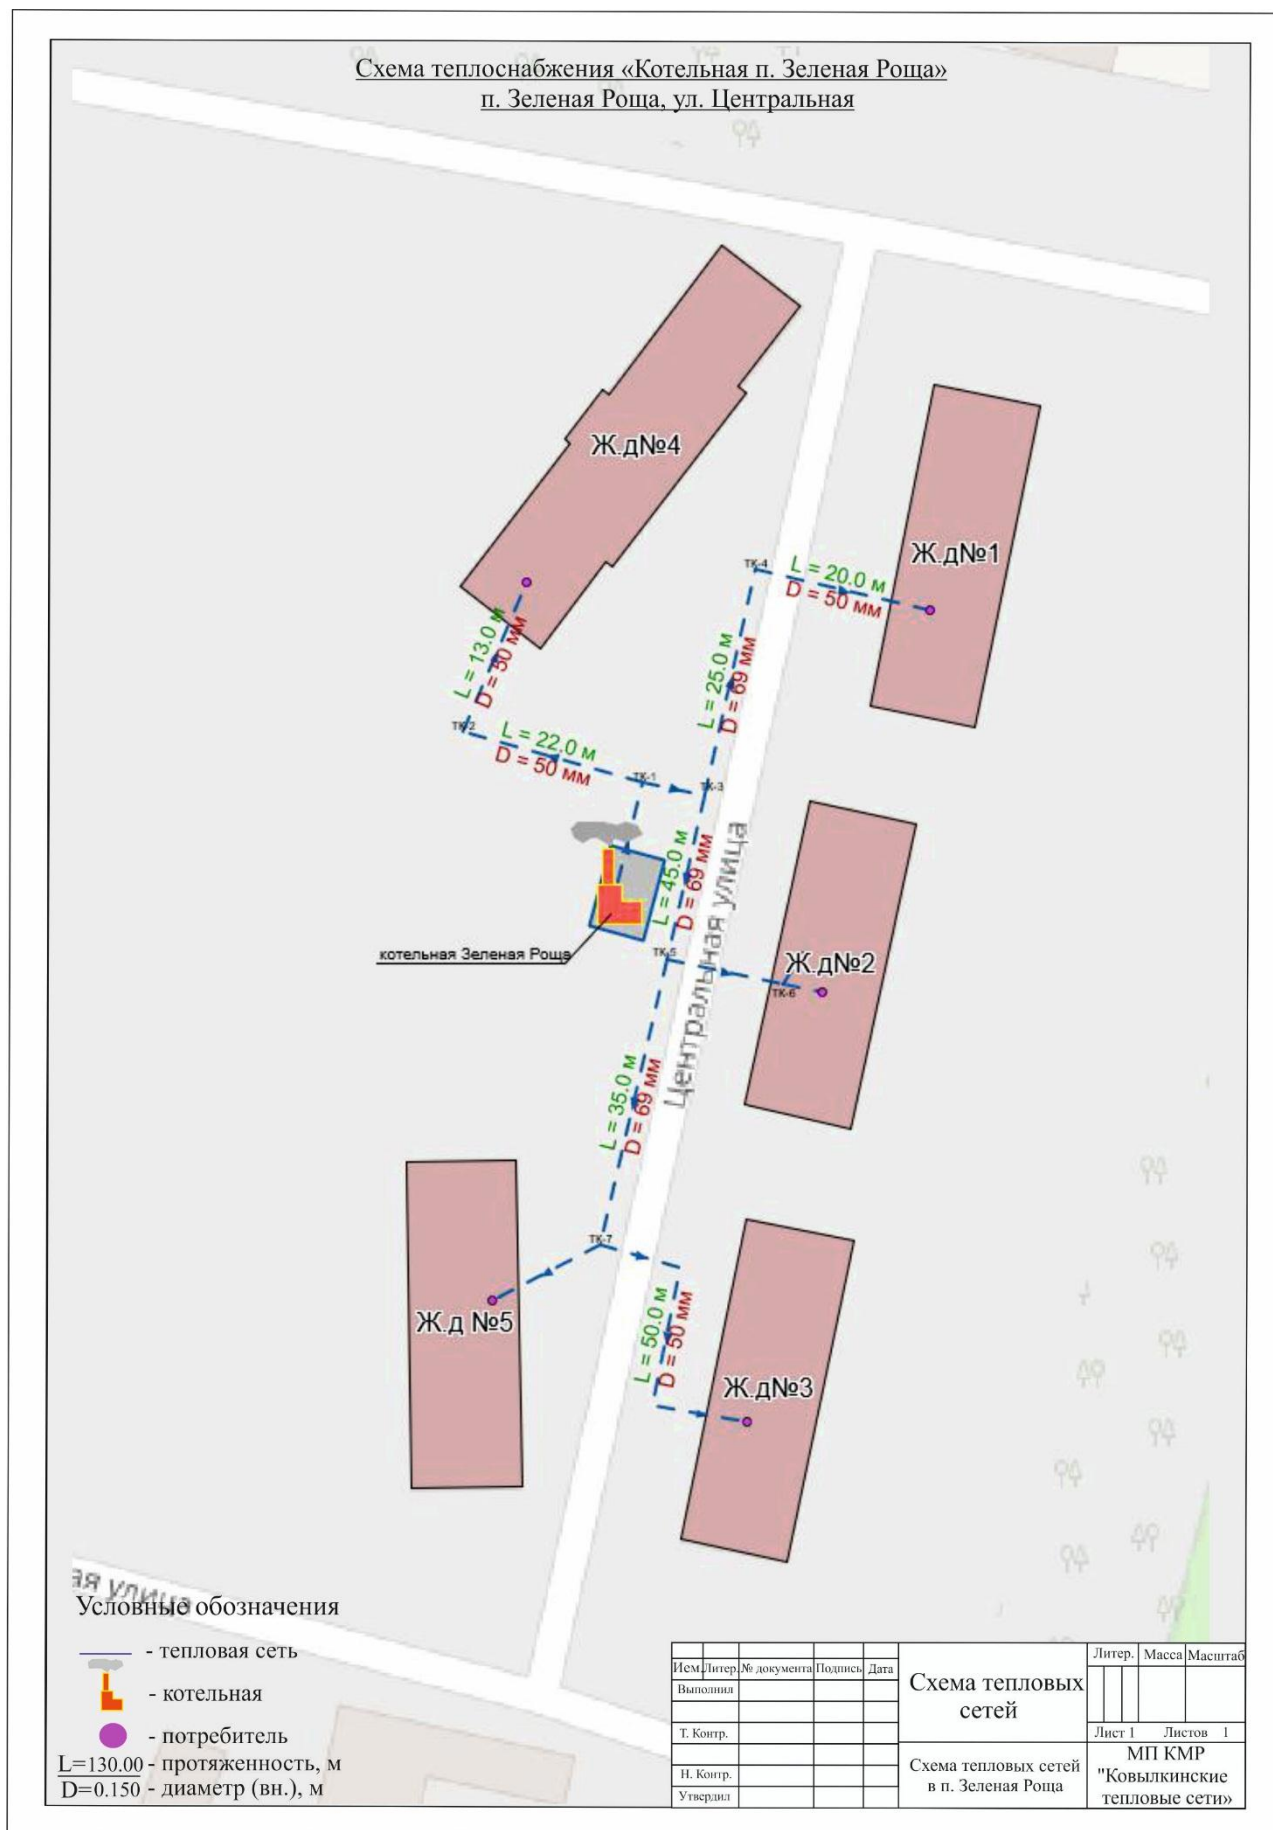 Схема теплоснабжения «Котельная п. Зеленая Роща»
п. Зеленая Роща, ул. Центральная
Ж.д№4
Ж.д№1
ТК-4
L = 20.0 м
D = 50 мм
L = 13.0 м
D = 50 мм
L = 25.0 м
D = 69 мм
ТК-2
L = 22.0 м
D = 50 мм
ТК-1
ТК-3
L = 45.0 м
D = 69 мм
Центральная улица
котельная Зеленая Роща
ТК-5
Ж.д№2
ТК-6
L = 35.0 м
D = 69 мм
ТК-7
Ж.д №5
L = 50.0 м
D = 50 мм
Ж.д№3
ая улица
Условные обозначения
- тепловая сеть
- котельная
- потребитель
L=130.00 - протяженность, м
D=0.150 - диаметр (вн.), м
Ием. Литер. № документа Подпись Дата
Выполнил
Т. Контр.
Н. Контр.
Утвердил
Схема тепловых
сетей
Схема тепловых сетей
в п. Зеленая Роща
Литер. Масса Масштаб
Лист 1 Листов 1
МП КМР
"Ковылкинские
тепловые сети»